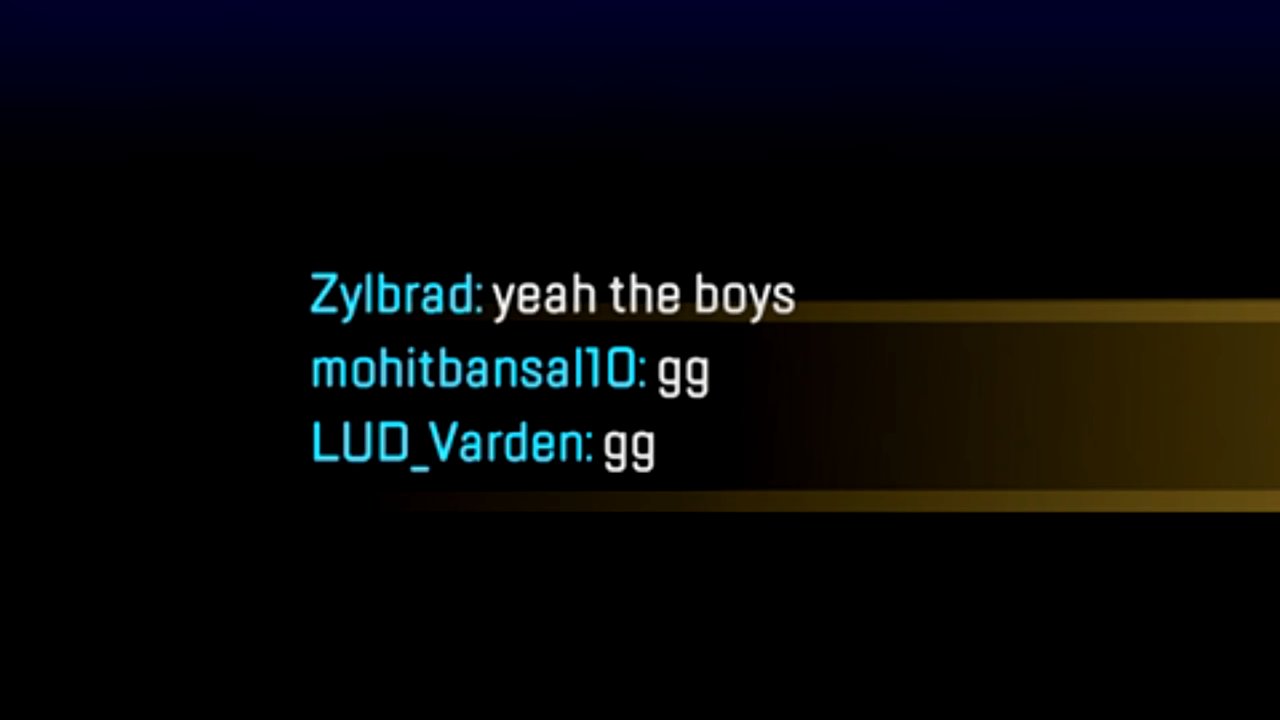 Zylbrad: yeah the boys
mohitbansal10: gg
LUD_Varden: gg